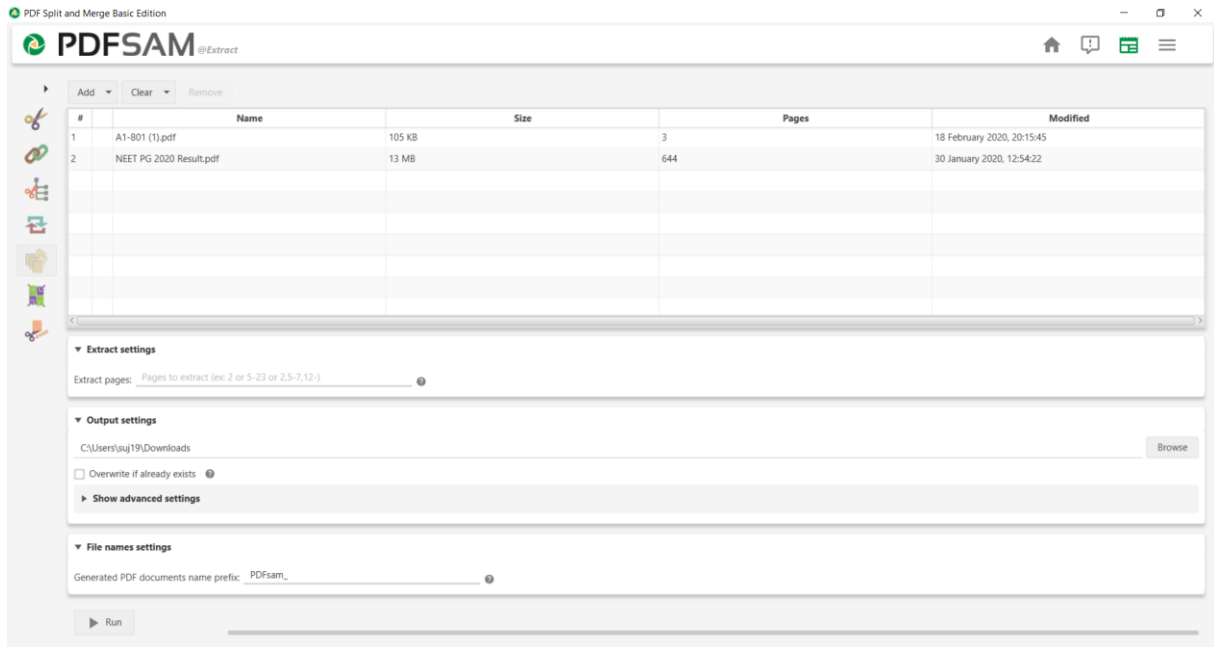 PDF Split and Merge Basic Edition
PDFSAM @Extract
Add Clear Remove
# Name Size Pages Modified
1 A1-801 (1).pdf 105 KB 3 18 February 2020, 20:15:45
2 NEET PG 2020 Result.pdf 13 MB 644 30 January 2020, 12:54:22
Extract settings
Extract pages: Pages to extract (ex: 2 or 5-23 or 2,5-7,12-)
Output settings
C:\Users\suj19\Downloads Browse
Overwrite if already exists
Show advanced settings
File names settings
Generated PDF documents name prefix: PDFsam_
Run